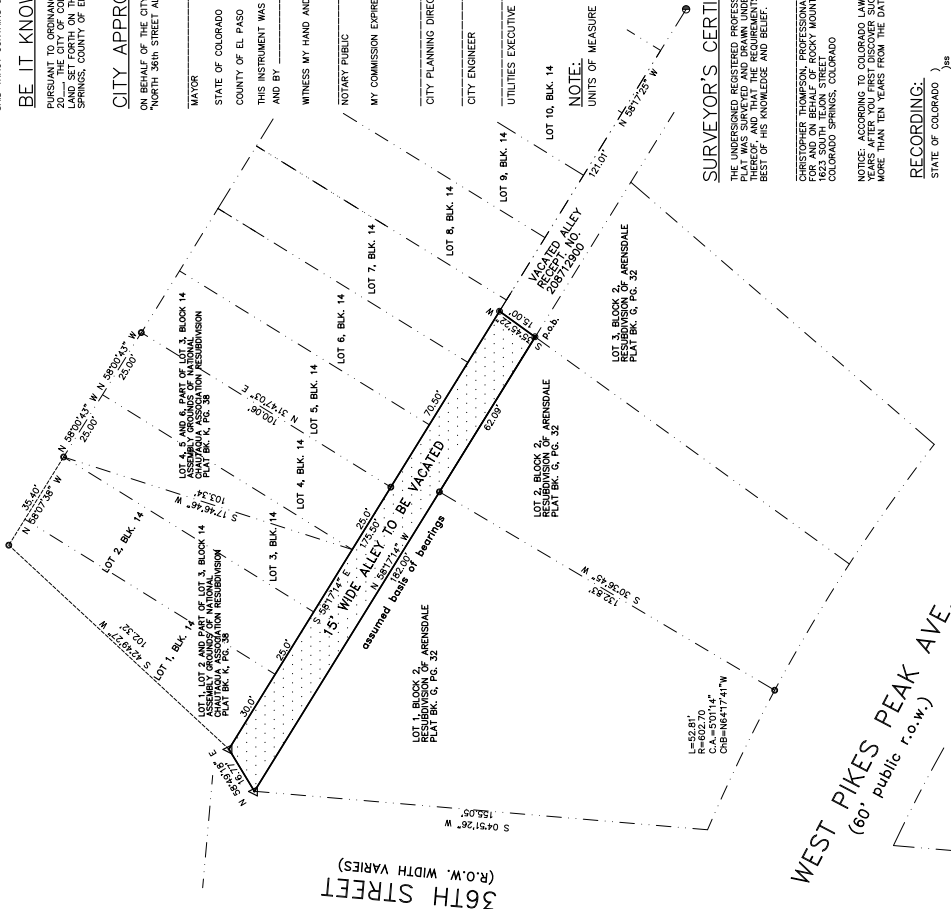 BE IT KNOW
PURSUANT TO ORDINANC
20____ THE CITY OF COL
LAND SET FORTH ON TH
SPRINGS, COUNTY OF EL
CITY APPRO
ON BEHALF OF THE CITY
"NORTH 36th STREET AL
MAYOR
STATE OF COLORADO
COUNTY OF EL PASO
THIS INSTRUMENT WAS
AND BY
WITNESS MY HAND AND
NOTARY PUBLIC
MY COMMISSION EXPIRE
CITY PLANNING DIREC
CITY ENGINEER
UTILITIES EXECUTIVE
NOTE:
UNITS OF MEASURE
SURVEYOR'S CERTI
THE UNDERSIGNED REGISTERED PROFESS
PLAT WAS SURVEYED AND DRAWN UNDE
THEREOF, AND THAT THE REQUIREMENTS
BEST OF HIS KNOWLEDGE AND BELIEF.
CHRISTOPHER THOMPSON, PROFESSIONA
FOR AND ON BEHALF OF ROCKY MOUNT
1623 SOUTH TEJON STREET
COLORADO SPRINGS, COLORADO
NOTICE: ACCORDING TO COLORADO LAW
YEARS AFTER YOU FIRST DISCOVER SUC
MORE THAN TEN YEARS FROM THE DAT
RECORDING:
STATE OF COLORADO )
)ss
35.40'
N 58°07'38" W
N 58°00'43" W
25.00'
N 58°00'43" W
25.00'
S 42°49'27" W
102.32'
LOT 1, BLK. 14
LOT 2, BLK. 14
LOT 3, BLK. 14
LOT 4, BLK. 14
LOT 5, BLK. 14
LOT 6, BLK. 14
LOT 7, BLK. 14
LOT 8, BLK. 14
LOT 9, BLK. 14
LOT 10, BLK. 14
S 17°46'46" W
103.34'
N 31°47'03" E
100.06'
LOT 1, LOT 2 AND PART OF LOT 3, BLOCK 14
ASSEMBLY GROUNDS OF NATIONAL
CHAUTAQUA ASSOCIATION RESUBDIVISION
PLAT BK. K, PG. 38
LOT 4, 5 AND 6, PART OF LOT 3, BLOCK 14
ASSEMBLY GROUNDS OF NATIONAL
CHAUTAQUA ASSOCIATION RESUBDIVISION
PLAT BK. K, PG. 38
N 58°49'18" E
16.77'
30.0'
25.0'
S 58°17'14" E
175.50'
25.0'
70.50'
15' WIDE ALLEY TO BE VACATED
N 58°17'14" W
182.00'
assumed basis of bearings
62.09'
S 35°45'22" W
15.00'
p.o.b.
VACATED ALLEY
RECEPT. NO.
208712900
121.01'
N 58°17'25" W
LOT 1, BLOCK 2,
RESUBDIVISION OF ARENSDALE
PLAT BK. G, PG. 32
LOT 2, BLOCK 2,
RESUBDIVISION OF ARENSDALE
PLAT BK. G, PG. 32
LOT 3, BLOCK 2,
RESUBDIVISION OF ARENSDALE
PLAT BK. G, PG. 32
S 30°36'45" W
132.83'
S 04°51'26" W
155.05'
L=52.81'
R=602.70
C.A.=5°01'14"
ChB=N64°17'41"W
36TH STREET
(R.O.W. WIDTH VARIES)
WEST PIKES PEAK AVE
(60' public r.o.w.)